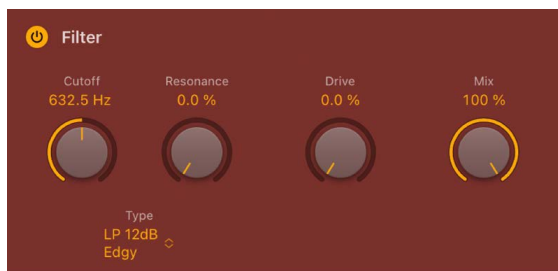 Filter
Cutoff
632.5 Hz
Resonance
0.0 %
Drive
0.0 %
Mix
100 %
Type
LP 12dB
Edgy